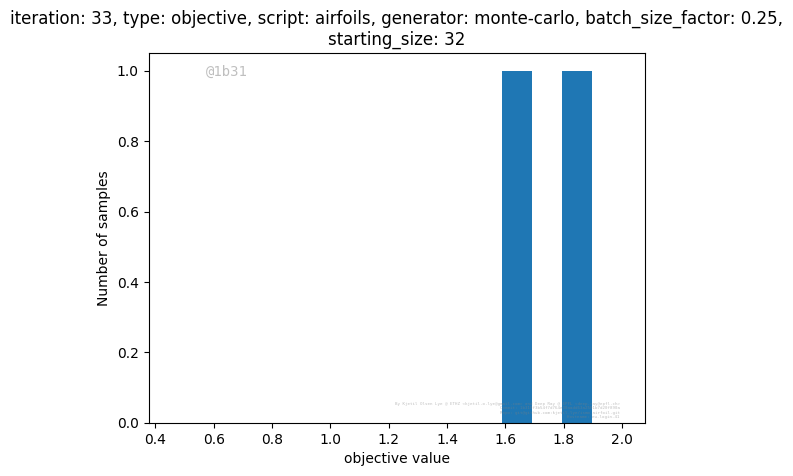 iteration: 33, type: objective, script: airfoils, generator: monte-carlo, batch_size_factor: 0.25,
starting_size: 32
@1b31
1.0
0.8
0.6
0.4
0.2
0.0
Number of samples
0.4 0.6 0.8 1.0 1.2 1.4 1.6 1.8 2.0
objective value